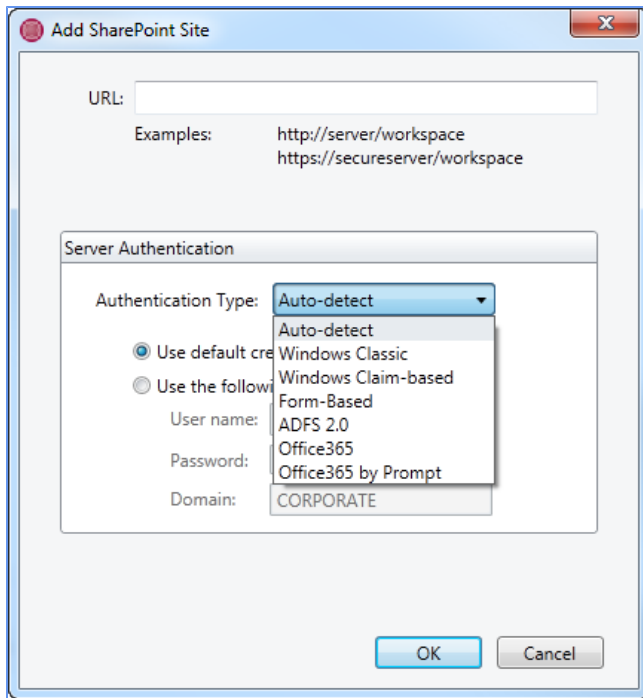 Add SharePoint Site
URL:
Examples: http://server/workspace
https://secureserver/workspace
Server Authentication
Authentication Type: Auto-detect
Auto-detect
Use default cre Windows Classic
Windows Claim-based
Use the followi Form-Based
User name: ADFS 2.0
Office365
Password: Office365 by Prompt
Domain: CORPORATE
OK Cancel